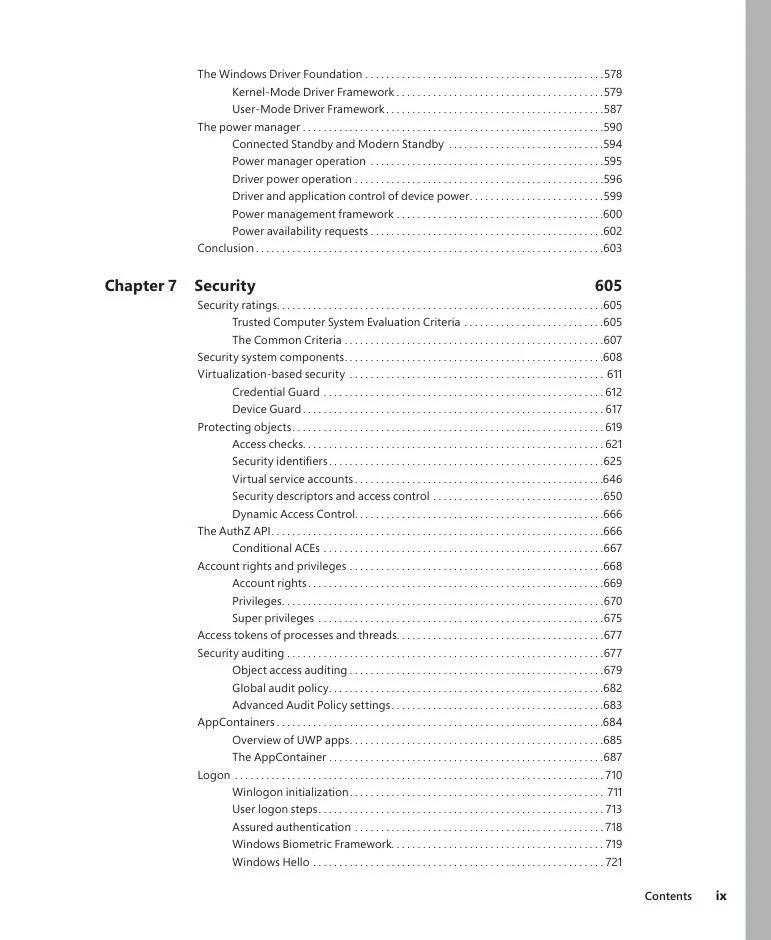 The Windows Driver Foundation . . . . . . . . . . . . . . . . . . . . . . . . . . . . . . . . . . . . . . . . . . . . . .578
Kernel-Mode Driver Framework . . . . . . . . . . . . . . . . . . . . . . . . . . . . . . . . . . . . . . . .579
User-Mode Driver Framework . . . . . . . . . . . . . . . . . . . . . . . . . . . . . . . . . . . . . . . . . .587
The power manager . . . . . . . . . . . . . . . . . . . . . . . . . . . . . . . . . . . . . . . . . . . . . . . . . . . . . . . . . .590
Connected Standby and Modern Standby . . . . . . . . . . . . . . . . . . . . . . . . . . . . . .594
Power manager operation . . . . . . . . . . . . . . . . . . . . . . . . . . . . . . . . . . . . . . . . . . . . .595
Driver power operation . . . . . . . . . . . . . . . . . . . . . . . . . . . . . . . . . . . . . . . . . . . . . . . .596
Driver and application control of device power. . . . . . . . . . . . . . . . . . . . . . . . . .599
Power management framework . . . . . . . . . . . . . . . . . . . . . . . . . . . . . . . . . . . . . . . .600
Power availability requests . . . . . . . . . . . . . . . . . . . . . . . . . . . . . . . . . . . . . . . . . . . . .602
Conclusion . . . . . . . . . . . . . . . . . . . . . . . . . . . . . . . . . . . . . . . . . . . . . . . . . . . . . . . . . . . . . . . . . . .603
Chapter 7 Security 605
Security ratings. . . . . . . . . . . . . . . . . . . . . . . . . . . . . . . . . . . . . . . . . . . . . . . . . . . . . . . . . . . . . . .605
Trusted Computer System Evaluation Criteria . . . . . . . . . . . . . . . . . . . . . . . . . . .605
The Common Criteria . . . . . . . . . . . . . . . . . . . . . . . . . . . . . . . . . . . . . . . . . . . . . . . . . .607
Security system components. . . . . . . . . . . . . . . . . . . . . . . . . . . . . . . . . . . . . . . . . . . . . . . . . .608
Virtualization-based security . . . . . . . . . . . . . . . . . . . . . . . . . . . . . . . . . . . . . . . . . . . . . . . . . 611
Credential Guard . . . . . . . . . . . . . . . . . . . . . . . . . . . . . . . . . . . . . . . . . . . . . . . . . . . . . . 612
Device Guard . . . . . . . . . . . . . . . . . . . . . . . . . . . . . . . . . . . . . . . . . . . . . . . . . . . . . . . . . . 617
Protecting objects. . . . . . . . . . . . . . . . . . . . . . . . . . . . . . . . . . . . . . . . . . . . . . . . . . . . . . . . . . . . 619
Access checks. . . . . . . . . . . . . . . . . . . . . . . . . . . . . . . . . . . . . . . . . . . . . . . . . . . . . . . . . . 621
Security identifiers . . . . . . . . . . . . . . . . . . . . . . . . . . . . . . . . . . . . . . . . . . . . . . . . . . . . .625
Virtual service accounts . . . . . . . . . . . . . . . . . . . . . . . . . . . . . . . . . . . . . . . . . . . . . . . .646
Security descriptors and access control . . . . . . . . . . . . . . . . . . . . . . . . . . . . . . . . .650
Dynamic Access Control. . . . . . . . . . . . . . . . . . . . . . . . . . . . . . . . . . . . . . . . . . . . . . . .666
The AuthZ API . . . . . . . . . . . . . . . . . . . . . . . . . . . . . . . . . . . . . . . . . . . . . . . . . . . . . . . . . . . . . . . .666
Conditional ACEs . . . . . . . . . . . . . . . . . . . . . . . . . . . . . . . . . . . . . . . . . . . . . . . . . . . . . .667
Account rights and privileges . . . . . . . . . . . . . . . . . . . . . . . . . . . . . . . . . . . . . . . . . . . . . . . . .668
Account rights . . . . . . . . . . . . . . . . . . . . . . . . . . . . . . . . . . . . . . . . . . . . . . . . . . . . . . . . .669
Privileges. . . . . . . . . . . . . . . . . . . . . . . . . . . . . . . . . . . . . . . . . . . . . . . . . . . . . . . . . . . . . .670
Super privileges . . . . . . . . . . . . . . . . . . . . . . . . . . . . . . . . . . . . . . . . . . . . . . . . . . . . . . .675
Access tokens of processes and threads. . . . . . . . . . . . . . . . . . . . . . . . . . . . . . . . . . . . . . . .677
Security auditing . . . . . . . . . . . . . . . . . . . . . . . . . . . . . . . . . . . . . . . . . . . . . . . . . . . . . . . . . . . . .677
Object access auditing . . . . . . . . . . . . . . . . . . . . . . . . . . . . . . . . . . . . . . . . . . . . . . . . .679
Global audit policy. . . . . . . . . . . . . . . . . . . . . . . . . . . . . . . . . . . . . . . . . . . . . . . . . . . . .682
Advanced Audit Policy settings . . . . . . . . . . . . . . . . . . . . . . . . . . . . . . . . . . . . . . . . .683
AppContainers . . . . . . . . . . . . . . . . . . . . . . . . . . . . . . . . . . . . . . . . . . . . . . . . . . . . . . . . . . . . . . .684
Overview of UWP apps. . . . . . . . . . . . . . . . . . . . . . . . . . . . . . . . . . . . . . . . . . . . . . . . .685
The AppContainer . . . . . . . . . . . . . . . . . . . . . . . . . . . . . . . . . . . . . . . . . . . . . . . . . . . . .687
Logon . . . . . . . . . . . . . . . . . . . . . . . . . . . . . . . . . . . . . . . . . . . . . . . . . . . . . . . . . . . . . . . . . . . . . . . 710
Winlogon initialization . . . . . . . . . . . . . . . . . . . . . . . . . . . . . . . . . . . . . . . . . . . . . . . . . 711
User logon steps. . . . . . . . . . . . . . . . . . . . . . . . . . . . . . . . . . . . . . . . . . . . . . . . . . . . . . . 713
Assured authentication . . . . . . . . . . . . . . . . . . . . . . . . . . . . . . . . . . . . . . . . . . . . . . . . 718
Windows Biometric Framework. . . . . . . . . . . . . . . . . . . . . . . . . . . . . . . . . . . . . . . . . 719
Windows Hello . . . . . . . . . . . . . . . . . . . . . . . . . . . . . . . . . . . . . . . . . . . . . . . . . . . . . . . . 721
Contents ix